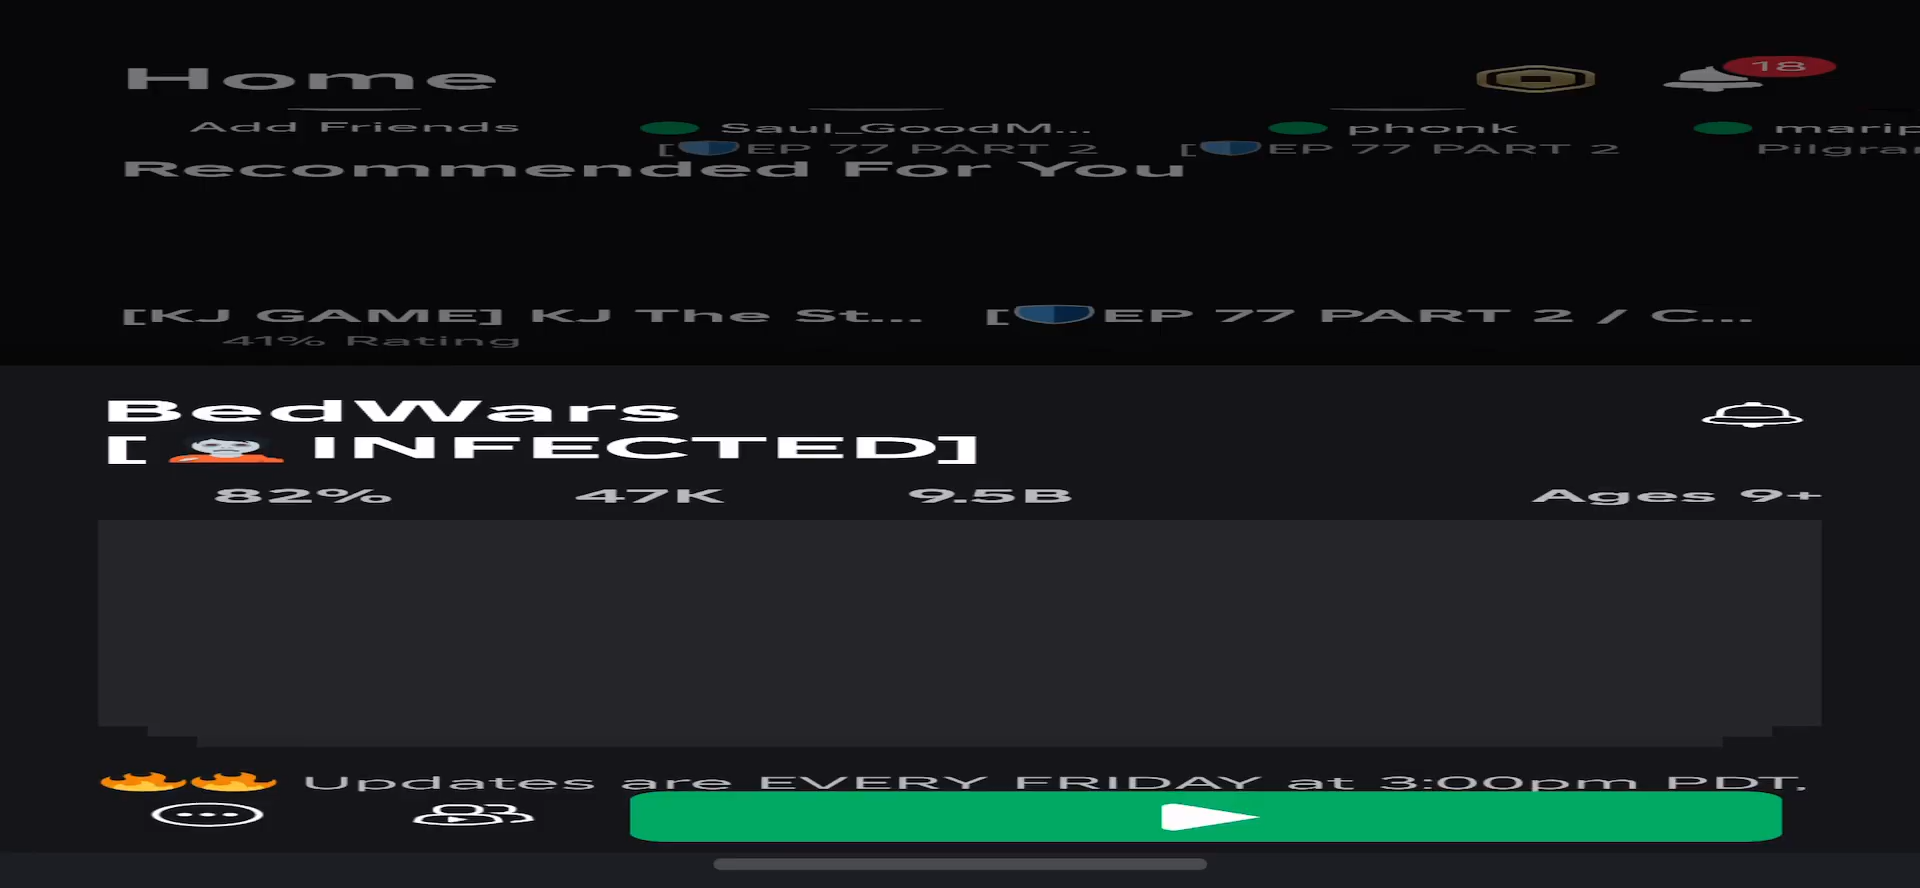 Home
18
Add Friends
Saul_GoodM...
phonk
marip
[🛡️EP 77 PART 2
[🛡️EP 77 PART 2
Pilgra
Recommended For You
[KJ GAME] KJ The St...
[🛡️EP 77 PART 2 / C...
41% Rating
BedWars
[🧟 INFECTED]
82%
47K
9.5B
Ages 9+
🔥🔥 Updates are EVERY FRIDAY at 3:00pm PDT,